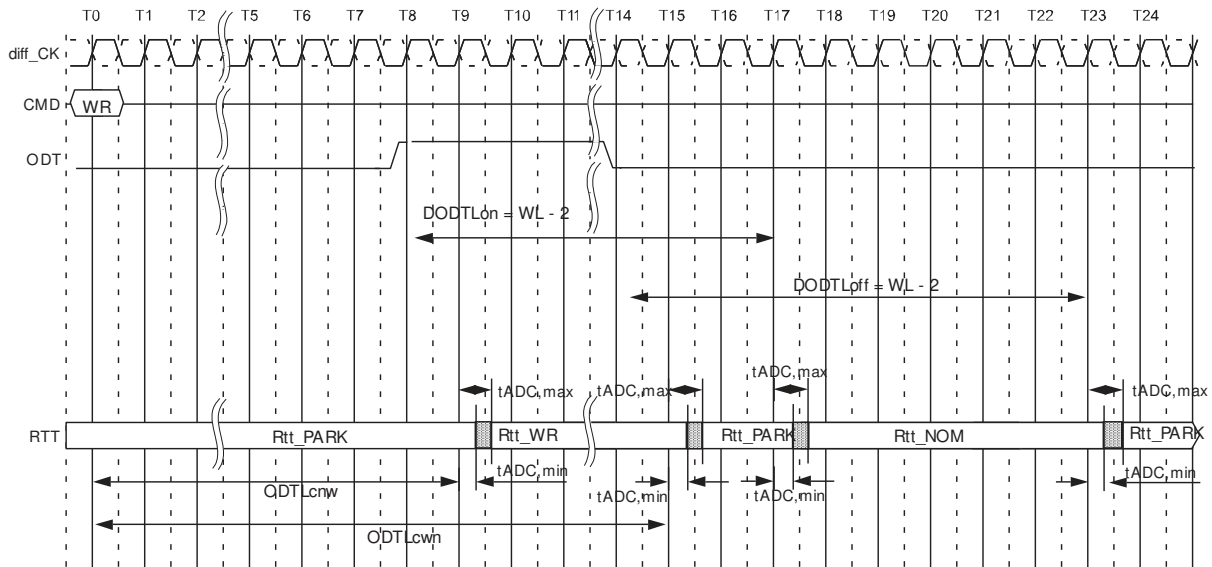 T0 T1 T2 T5 T6 T7 T8 T9 T10 T11 T14 T15 T16 T17 T18 T19 T20 T21 T22 T23 T24
diff_CK
CMD WR
ODT
DODTLon = WL - 2
DODTLoff = WL - 2
tADC,max
tADC,max tADC,max tADC,max
RTT Rtt_PARK Rtt_WR Rtt_PARK Rtt_NOM Rtt_PARK
tADC,min tADC,min
ODTLcnw tADC,min tADC,min
ODTLcwn